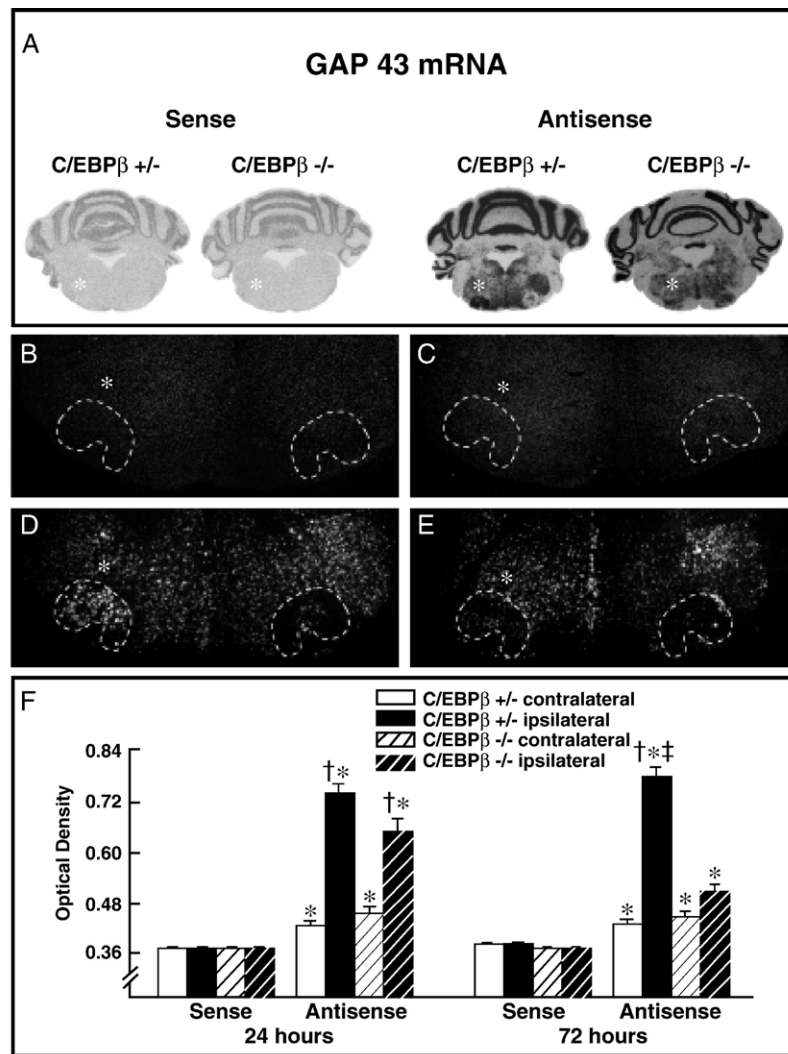 A
GAP 43 mRNA
Sense Antisense
C/EBPβ +/- C/EBPβ -/- C/EBPβ +/- C/EBPβ -/-
* * * *
B C
* *
D E
* *
F
C/EBPβ +/- contralateral
C/EBPβ +/- ipsilateral
C/EBPβ -/- contralateral
C/EBPβ -/- ipsilateral
Optical Density
0.84
0.72
0.60
0.48
0.36
†* †* †*‡
* * * * *
Sense Antisense Sense Antisense
24 hours 72 hours